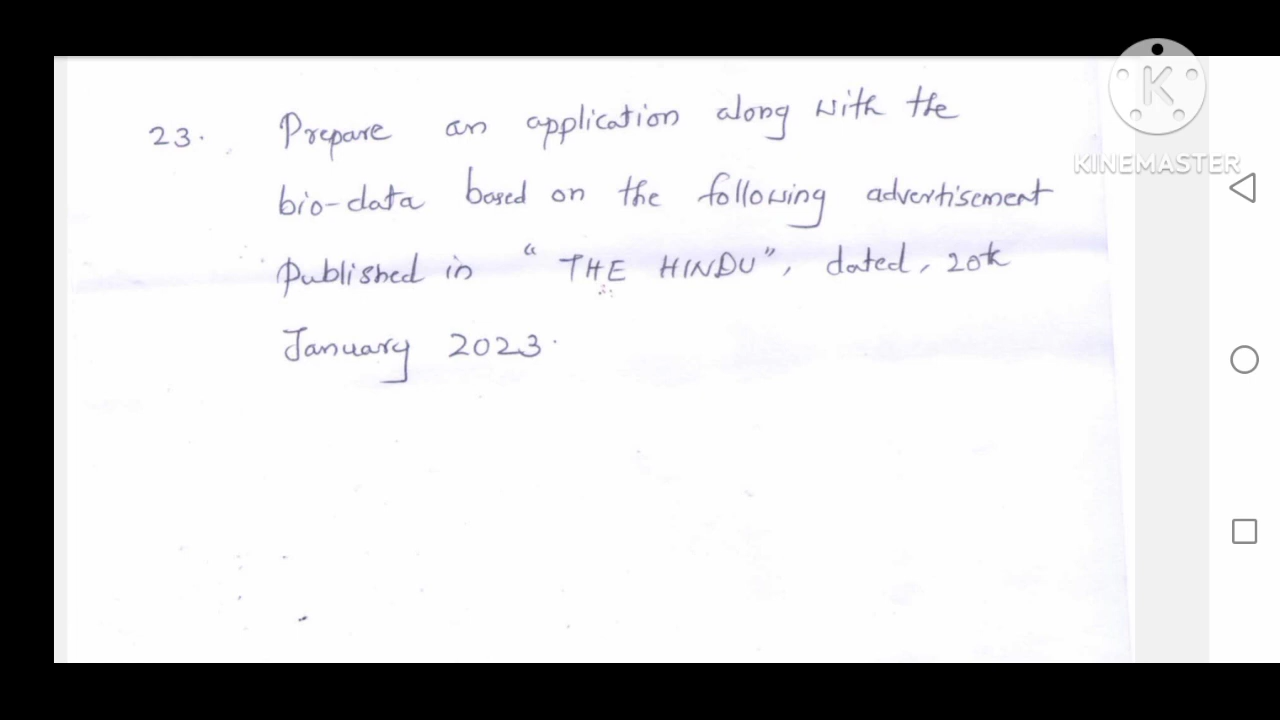 23. Prepare an application along with the
bio-data based on the following advertisement
published in "THE HINDU", dated, 20th
January 2023.
K
KINEMASTER